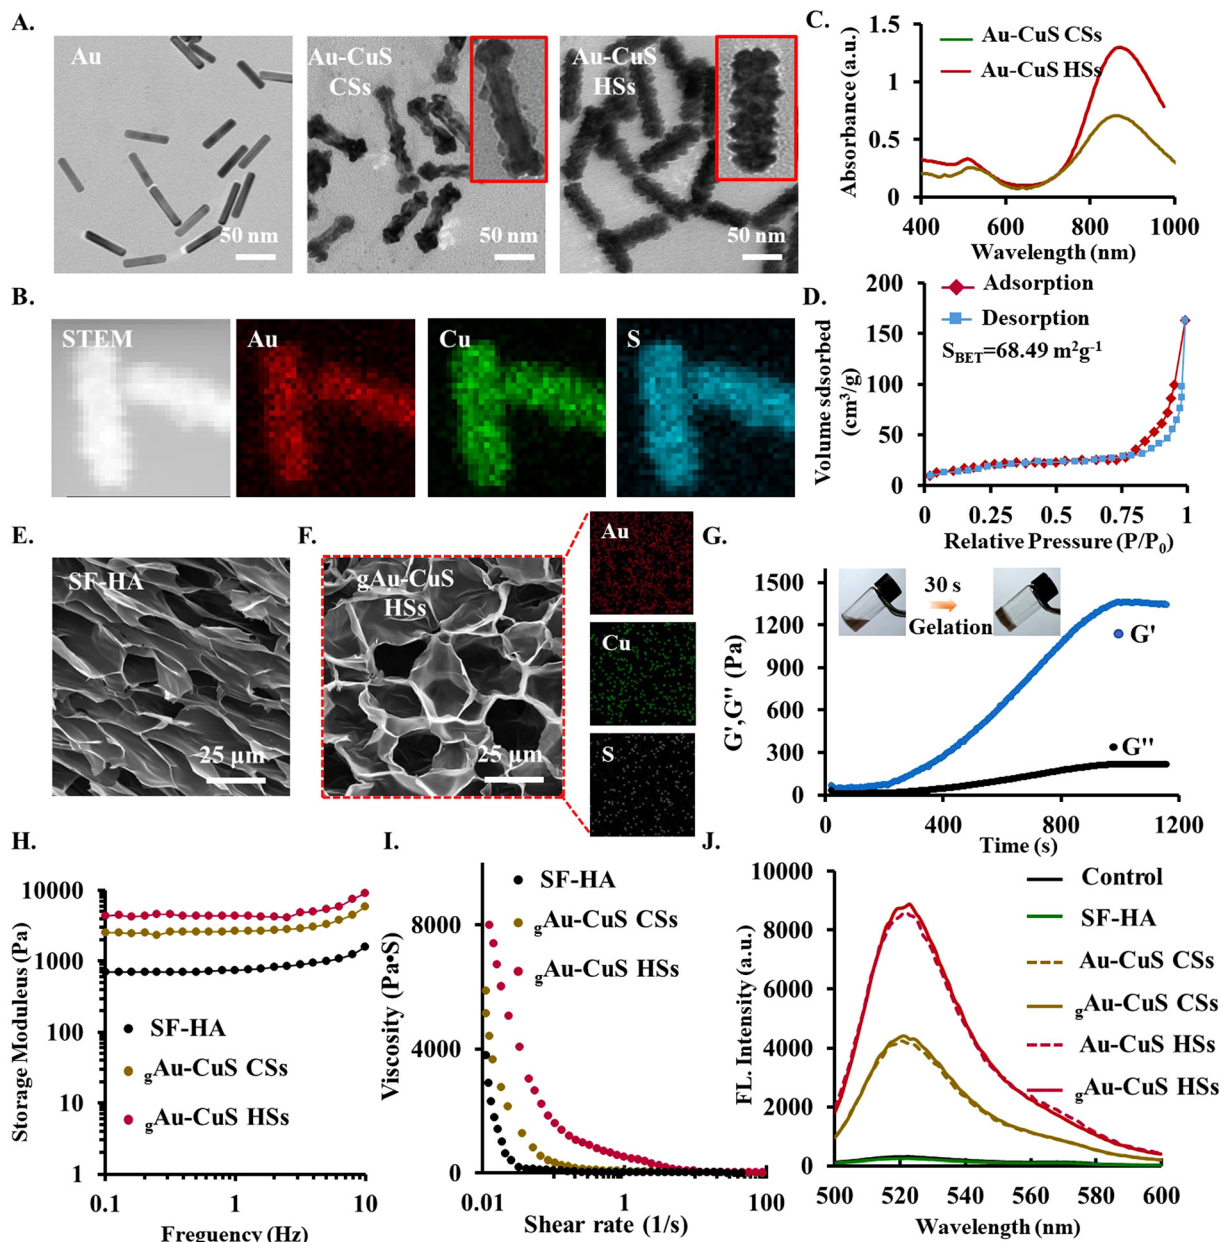 A.
Au
50 nm
Au-CuS
CSs
50 nm
Au-CuS
HSs
50 nm
C.
Absorbance (a.u.)
1.5
1
0.5
0
Au-CuS CSs
Au-CuS HSs
400
600
800
1000
Wavelength (nm)
B.
STEM
Au
Cu
S
D.
Volume sdsorbed
(cm³/g)
200
150
100
50
0
Adsorption
Desorption
S_BET=68.49 m²g⁻¹
0
0.25
0.5
0.75
1
Relative Pressure (P/P₀)
E.
SF-HA
25 µm
F.
gAu-CuS
HSs
25 µm
Au
Cu
S
G.
G',G'' (Pa)
1500
1200
900
600
300
0
30 s
Gelation
G'
G''
0
400
800
1200
Time (s)
H.
Storage Moduleus (Pa)
10000
1000
100
10
1
SF-HA
gAu-CuS CSs
gAu-CuS HSs
0.1
1
10
Freguency (Hz)
I.
Viscosity (Pa•S)
8000
4000
0
SF-HA
gAu-CuS CSs
gAu-CuS HSs
0.01
1
100
Shear rate (1/s)
J.
FL. Intensity (a.u.)
10000
8000
6000
4000
2000
0
Control
SF-HA
Au-CuS CSs
gAu-CuS CSs
Au-CuS HSs
gAu-CuS HSs
500
520
540
560
580
600
Wavelength (nm)